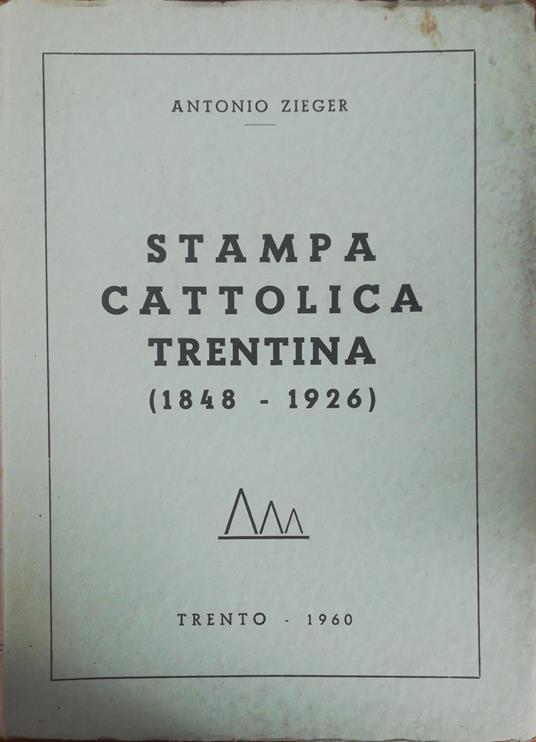 ANTONIO ZIEGER
STAMPA
CATTOLICA
TRENTINA
(1848 - 1926)
TRENTO - 1960